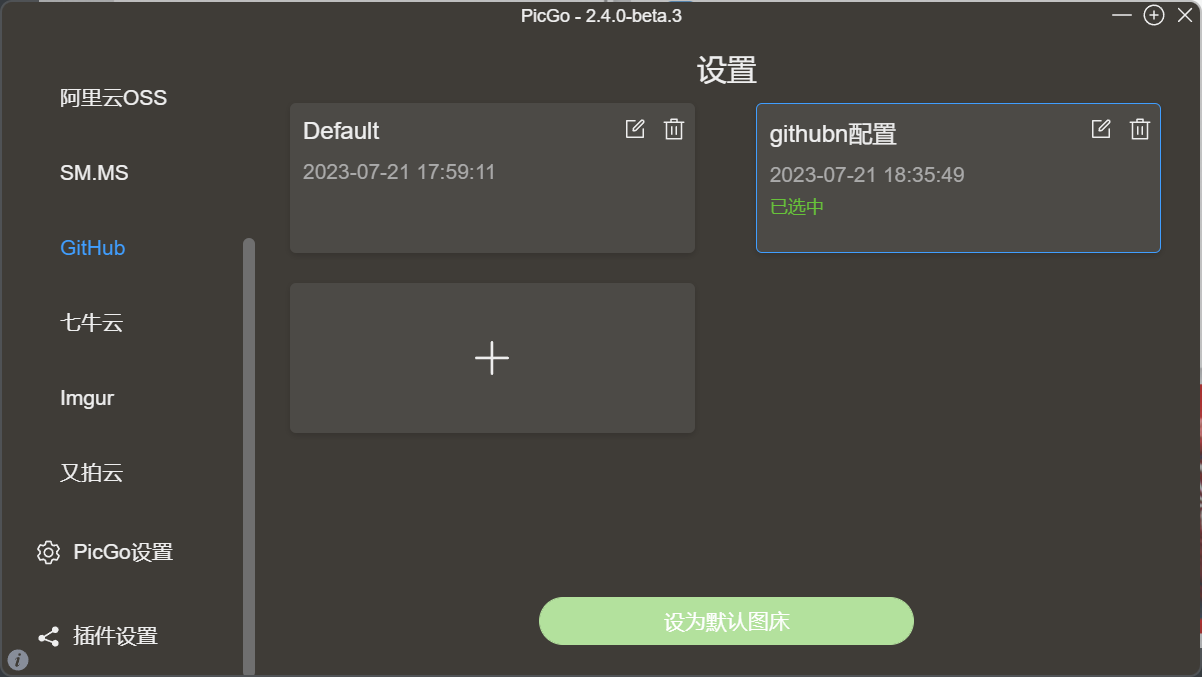 PicGo - 2.4.0-beta.3
阿里云OSS
SM.MS
GitHub
七牛云
Imgur
又拍云
PicGo设置
插件设置
设置
Default
2023-07-21 17:59:11
githubn配置
2023-07-21 18:35:49
已选中
设为默认图床